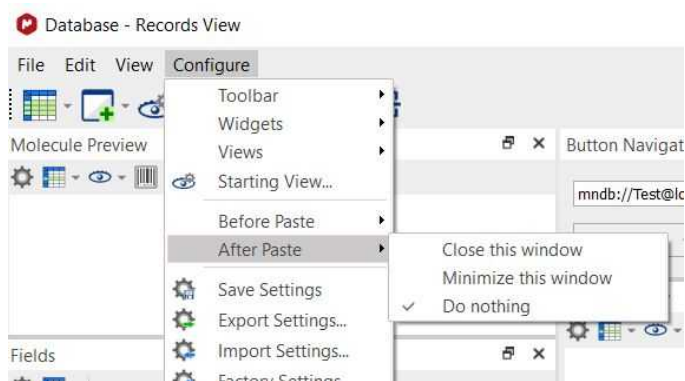 Database - Records View
File Edit View Configure
Toolbar
Widgets
Views
Starting View...
Before Paste
After Paste
Save Settings
Export Settings...
Import Settings...
Factory Settings
Close this window
Minimize this window
Do nothing
Molecule Preview
Fields
Button Navigat
mndb://Test@lo